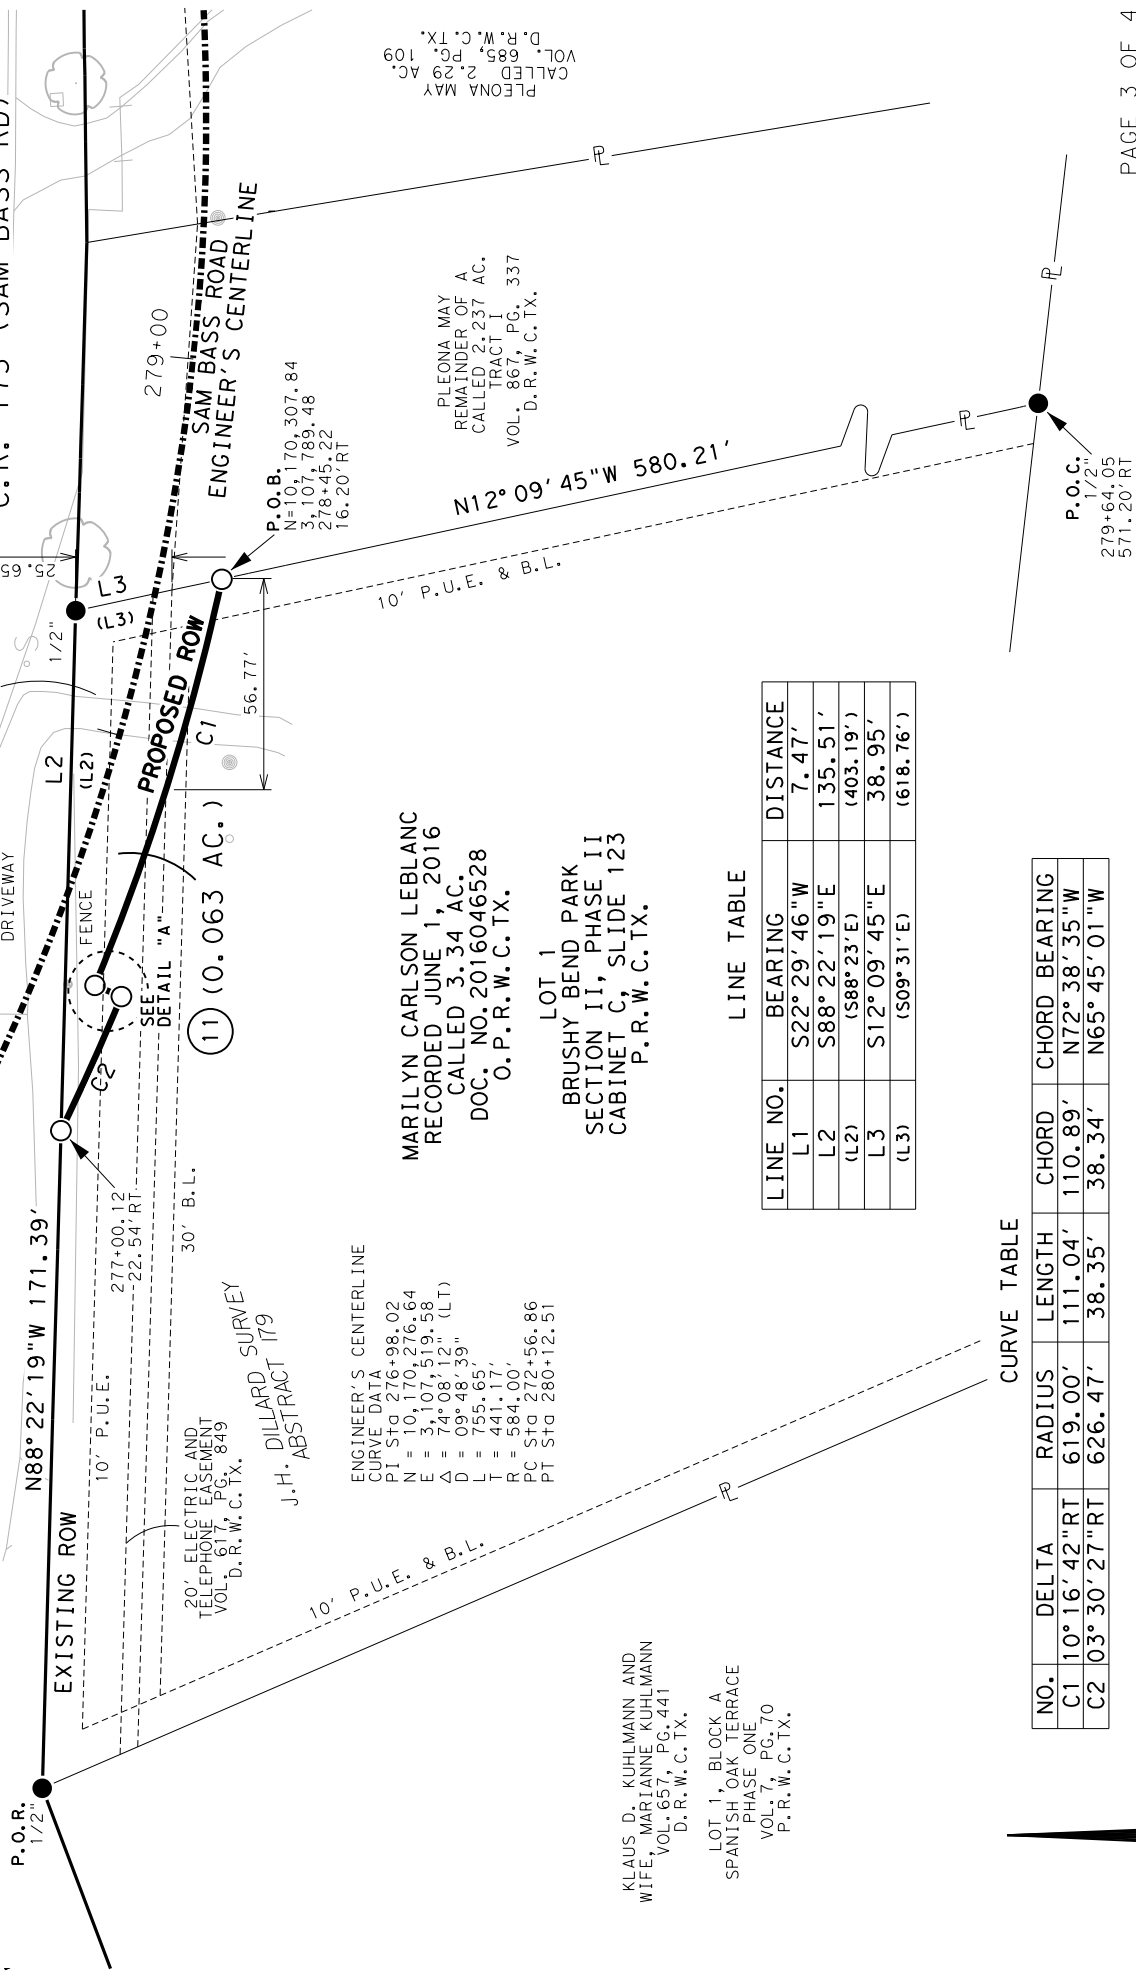 C.R. 175 (SAM BASS RD)
P.O.R.
1/2"
N88°22'19"W 171.39'
EXISTING ROW
10' P.U.E.
277+00.12
22.54'RT
30' B.L.
20' ELECTRIC AND
TELEPHONE EASEMENT
VOL. 617, PG. 849
D.R.W.C.TX.
J.H. DILLARD SURVEY
ABSTRACT 179
DRIVEWAY
FENCE
L2
(L2)
1/2"
L3
(L3)
25.65
C2
SEE
DETAIL "A"
PROPOSED ROW
C1
56.77'
11 (0.063 AC.)
279+00
SAM BASS ROAD
ENGINEER'S CENTERLINE
P.O.B.
N=10,170,307.84
3,107,789.48
278+45.22
16.20'RT
PLEONA MAY
CALLED 2.29 AC.
VOL. 685, PG. 109
D.R.W.C.TX.
PLEONA MAY
REMAINDER OF A
CALLED 2.237 AC.
TRACT I
VOL. 867, PG. 337
D.R.W.C.TX.
N12°09'45"W 580.21'
10' P.U.E. & B.L.
PL
PL
PL
P.O.C.
1/2"
279+64.05
571.20'RT
ENGINEER'S CENTERLINE
CURVE DATA
PI Sta 276+98.02
N = 10,170,276.64
E = 3,107,519.58
Δ = 74°08'12" (LT)
D = 09°48'39"
L = 755.65'
T = 441.17'
R = 584.00'
PC Sta 272+56.86
PT Sta 280+12.51
MARILYN CARLSON LEBLANC
RECORDED JUNE 1, 2016
CALLED 3.34 AC.
DOC. NO.2016046528
O.P.R.W.C.TX.
LOT 1
BRUSHY BEND PARK
SECTION II, PHASE II
CABINET C, SLIDE 123
P.R.W.C.TX.
10' P.U.E. & B.L.
PL
KLAUS D. KUHLMANN AND
WIFE, MARIANNE KUHLMANN
VOL.657, PG.441
D.R.W.C.TX.
LOT 1, BLOCK A
SPANISH OAK TERRACE
PHASE ONE
VOL.7, PG.70
P.R.W.C.TX.
LINE TABLE
LINE NO. BEARING DISTANCE
L1 S22°29'46"W 7.47'
L2 S88°22'19"E 135.51'
(L2) (S88°23'E) (403.19')
L3 S12°09'45"E 38.95'
(L3) (S09°31'E) (618.76')
CURVE TABLE
NO. DELTA RADIUS LENGTH CHORD CHORD BEARING
C1 10°16'42"RT 619.00' 111.04' 110.89' N72°38'35"W
C2 03°30'27"RT 626.47' 38.35' 38.34' N65°45'01"W
PAGE 3 OF 4